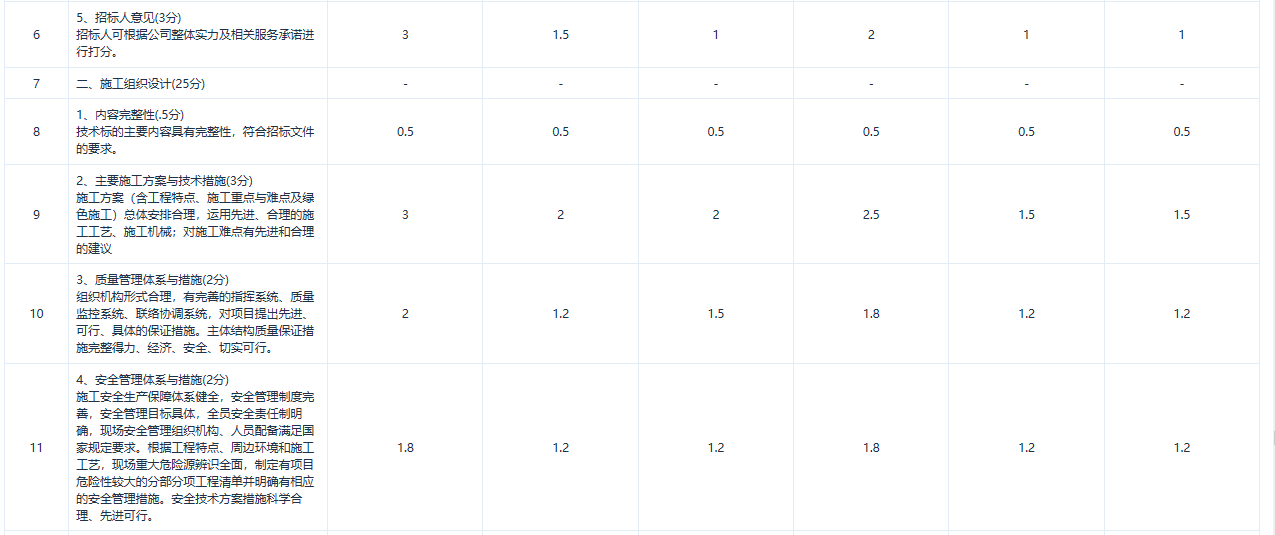 5、招标人意见(3分)
6 招标人可根据公司整体实力及相关服务承诺进 3 1.5 1 2 1 1
行打分。
7 二、施工组织设计(25分) - - - - - -
1、内容完整性(.5分)
8 技术标的主要内容具有完整性，符合招标文件 0.5 0.5 0.5 0.5 0.5 0.5
的要求。
2、主要施工方案与技术措施(3分)
施工方案（含工程特点、施工重点与难点及绿
9 色施工）总体安排合理，运用先进、合理的施 3 2 2 2.5 1.5 1.5
工工艺、施工机械；对施工难点有先进和合理
的建议
3、质量管理体系与措施(2分)
组织机构形式合理，有完善的指挥系统、质量
10 监控系统、联络协调系统，对项目提出先进、 2 1.2 1.5 1.8 1.2 1.2
可行、具体的保证措施。主体结构质量保证措
施完整得力、经济、安全、切实可行。
4、安全管理体系与措施(2分)
施工安全生产保障体系健全，安全管理制度完
善，安全管理目标具体，全员安全责任制明
确，现场安全管理组织机构、人员配备满足国
11 家规定要求。根据工程特点、周边环境和施工 1.8 1.2 1.2 1.8 1.2 1.2
工艺，现场重大危险源辨识全面，制定有项目
危险性较大的分部分项工程清单并明确有相应
的安全管理措施。安全技术方案措施科学合
理、先进可行。